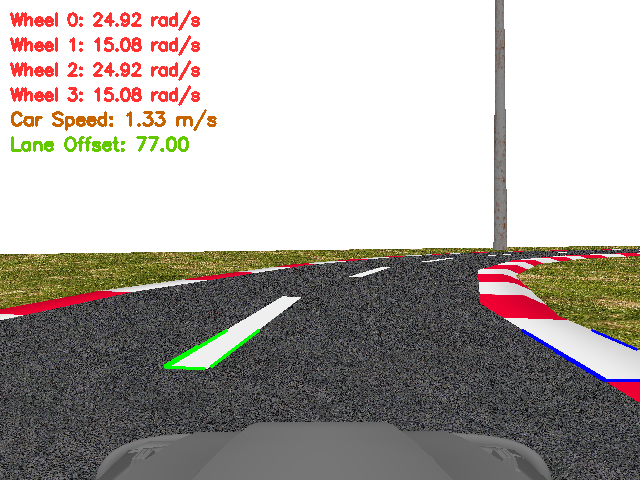 Wheel 0: 24.92 rad/s
Wheel 1: 15.08 rad/s
Wheel 2: 24.92 rad/s
Wheel 3: 15.08 rad/s
Car Speed: 1.33 m/s
Lane Offset: 77.00